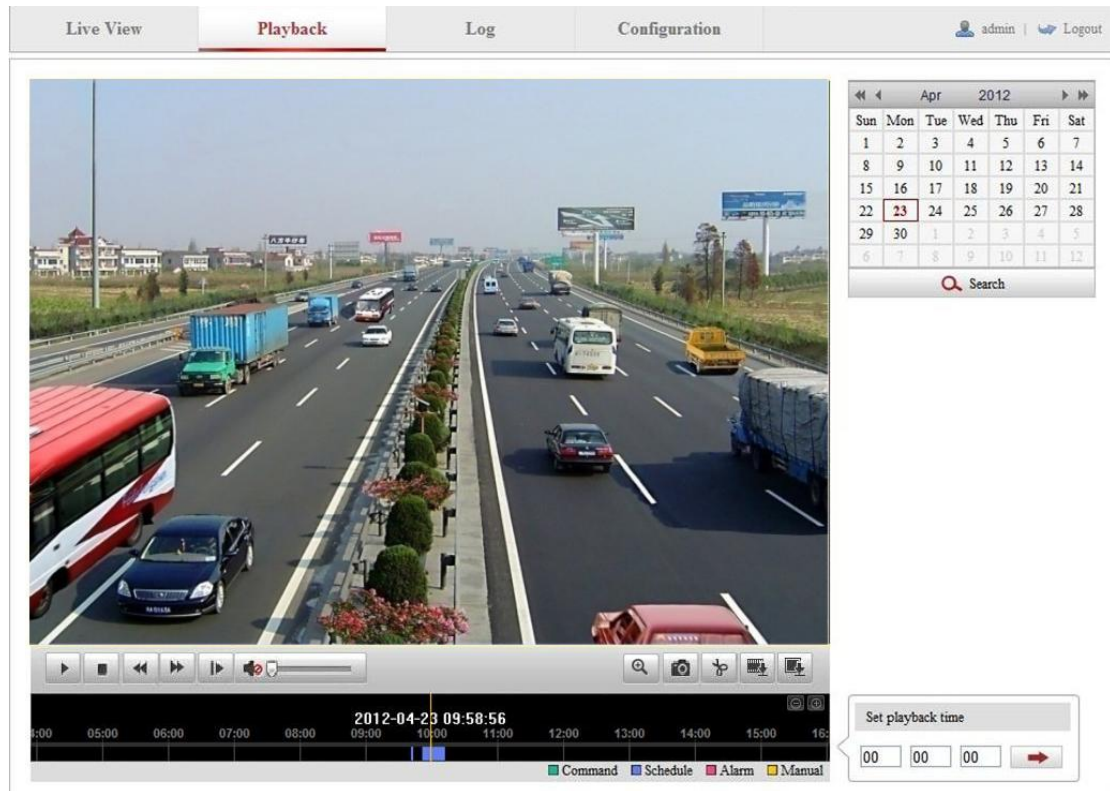 Live View Playback Log Configuration admin | Logout
Apr 2012
Sun Mon Tue Wed Thu Fri Sat
1 2 3 4 5 6 7
8 9 10 11 12 13 14
15 16 17 18 19 20 21
22 23 24 25 26 27 28
29 30 1 2 3 4 5
6 7 8 9 10 11 12
Search
2012-04-23 09:58:56
4:00 05:00 06:00 07:00 08:00 09:00 10:00 11:00 12:00 13:00 14:00 15:00 16:
Command Schedule Alarm Manual
Set playback time
00 00 00